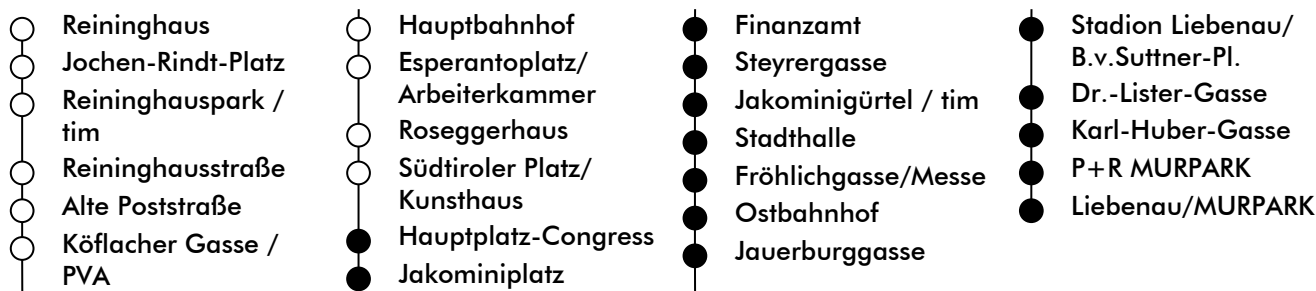 Reininghaus
Jochen-Rindt-Platz
Reininghauspark /
tim
Reininghausstraße
Alte Poststraße
Köflacher Gasse /
PVA
Hauptbahnhof
Esperantoplatz/
Arbeiterkammer
Roseggerhaus
Südtiroler Platz/
Kunsthaus
Hauptplatz-Congress
Jakominiplatz
Finanzamt
Steyrergasse
Jakominigürtel / tim
Stadthalle
Fröhlichgasse/Messe
Ostbahnhof
Jauerburggasse
Stadion Liebenau/
B.v.Suttner-Pl.
Dr.-Lister-Gasse
Karl-Huber-Gasse
P+R MURPARK
Liebenau/MURPARK